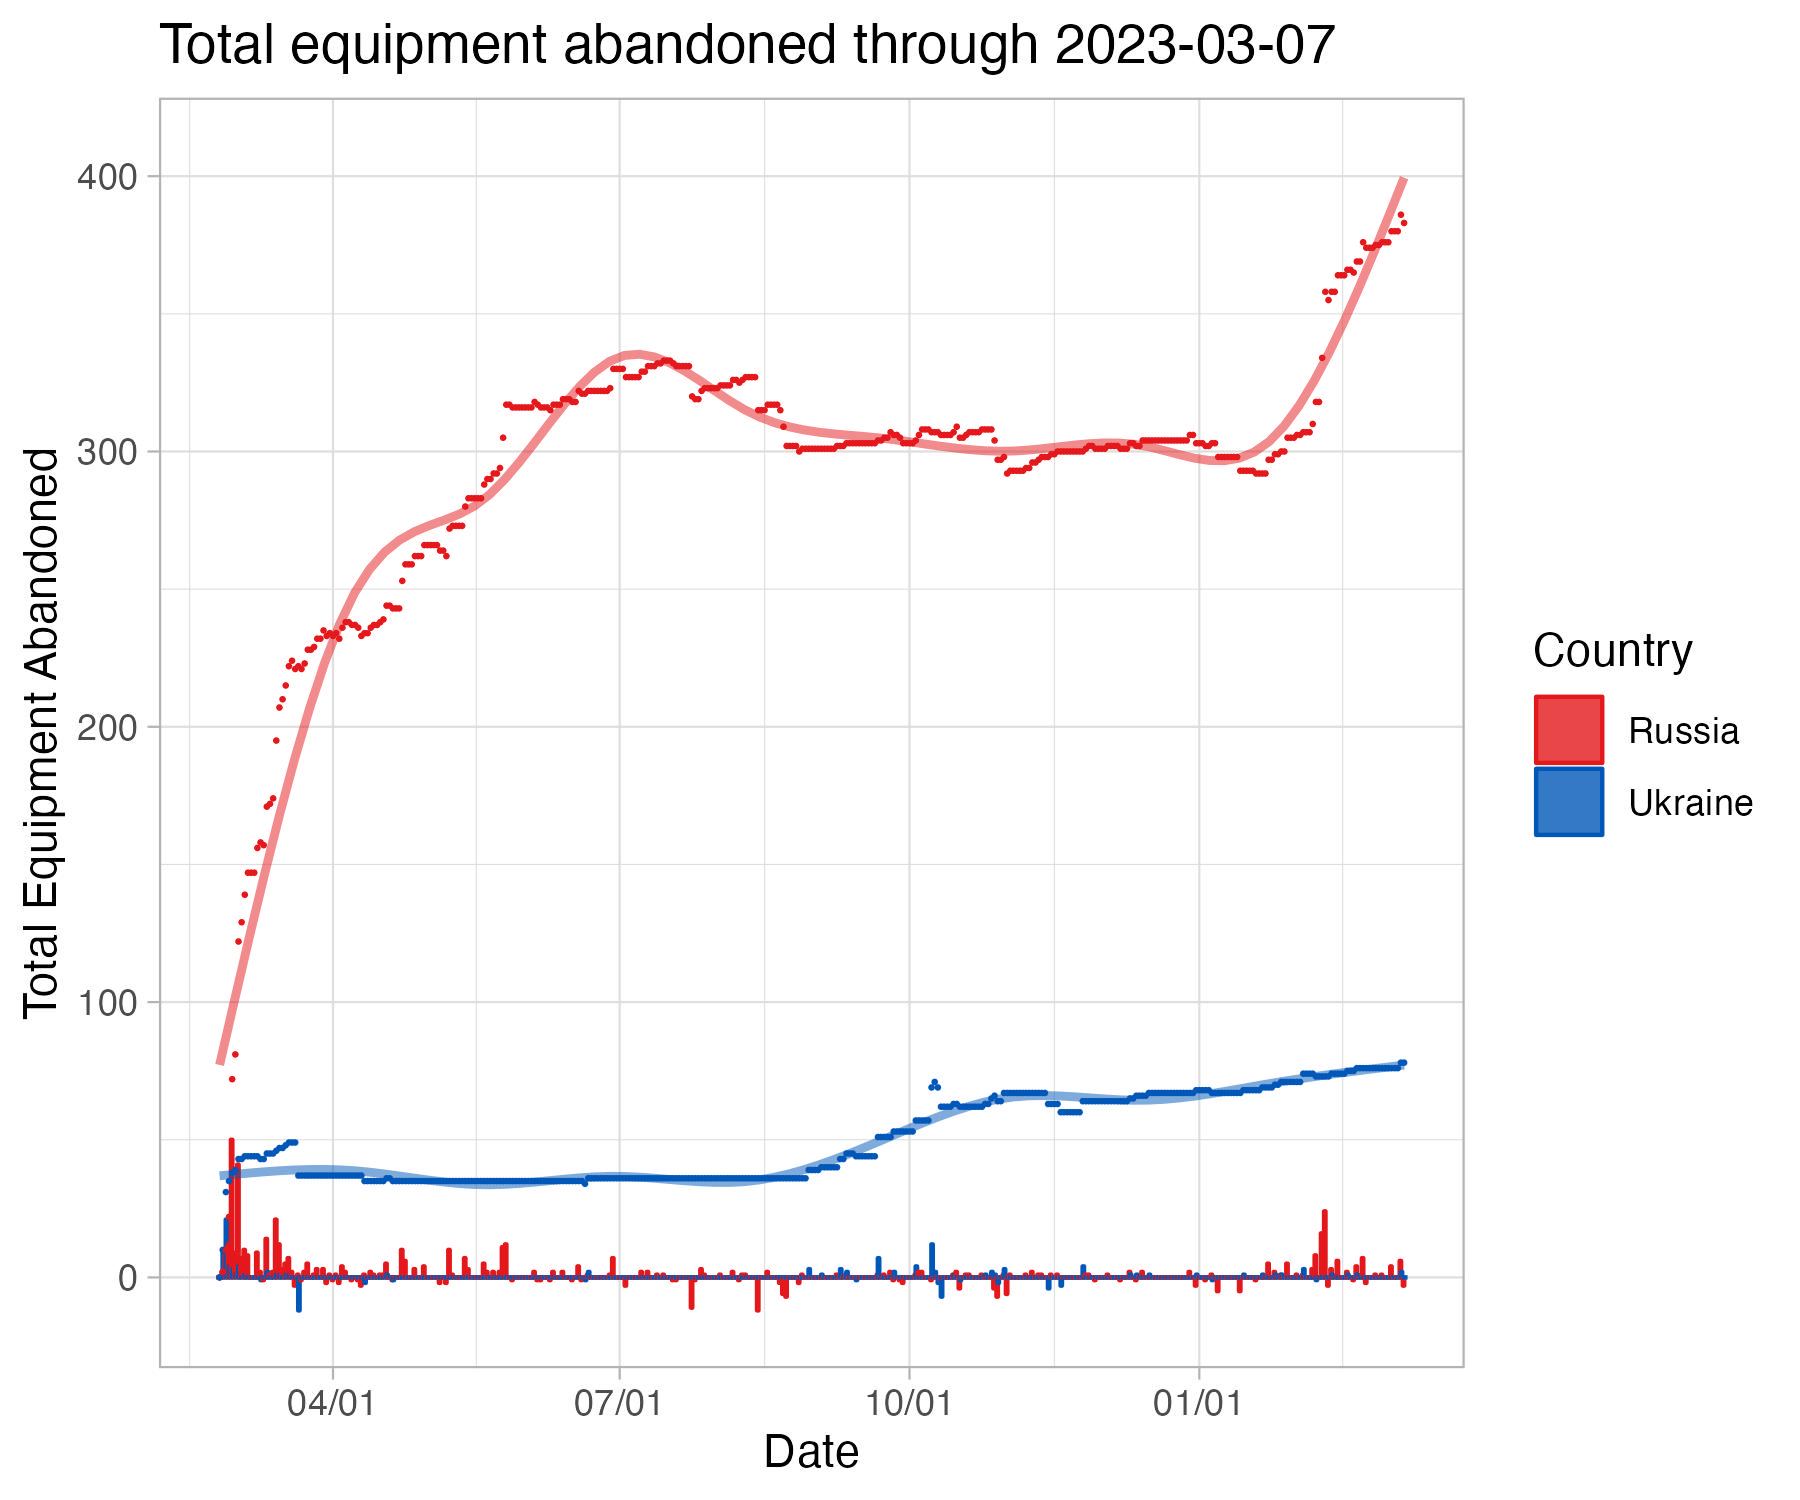 Total equipment abandoned through 2023-03-07
Total Equipment Abandoned
400
300
200
100
0
04/01
07/01
10/01
01/01
Date
Country
Russia
Ukraine